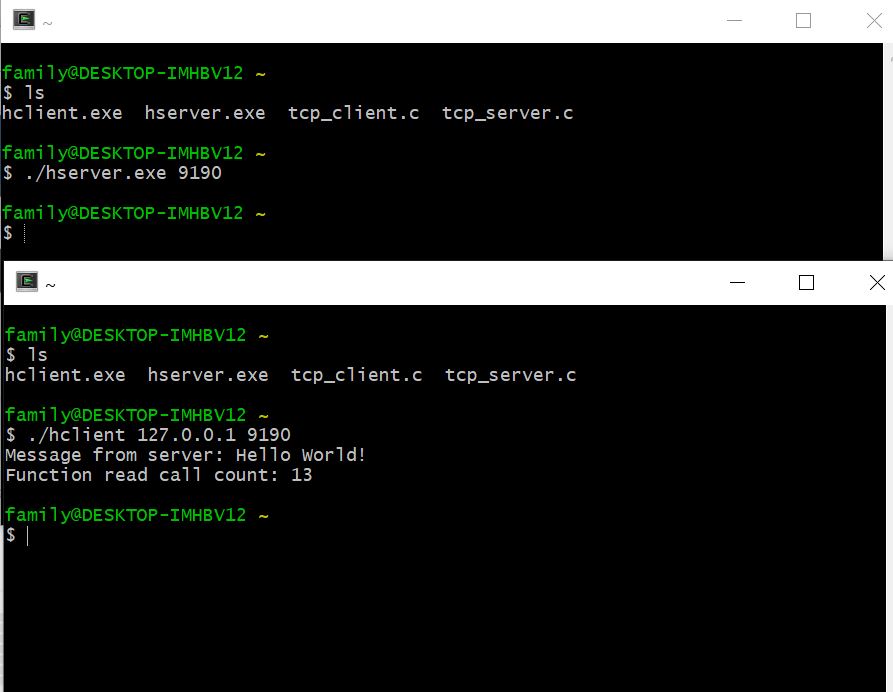 ~
family@DESKTOP-IMHBV12 ~
$ ls
hclient.exe  hserver.exe  tcp_client.c  tcp_server.c
family@DESKTOP-IMHBV12 ~
$ ./hserver.exe 9190
family@DESKTOP-IMHBV12 ~
$
~
family@DESKTOP-IMHBV12 ~
$ ls
hclient.exe  hserver.exe  tcp_client.c  tcp_server.c
family@DESKTOP-IMHBV12 ~
$ ./hclient 127.0.0.1 9190
Message from server: Hello World!
Function read call count: 13
family@DESKTOP-IMHBV12 ~
$